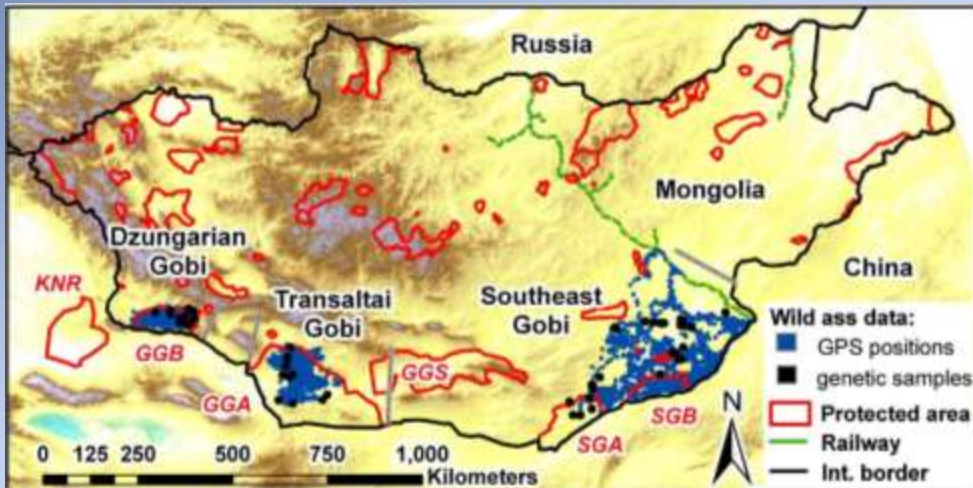 Russia
Mongolia
Dzungarian
Gobi
China
KNR
Transaltai
Gobi
Southeast
Gobi
Wild ass data:
GPS positions
GGB
GGS
genetic samples
GGA
SGB
N
Protected area
SGA
Railway
0 125 250 500 750 1,000
Kilometers
Int. border